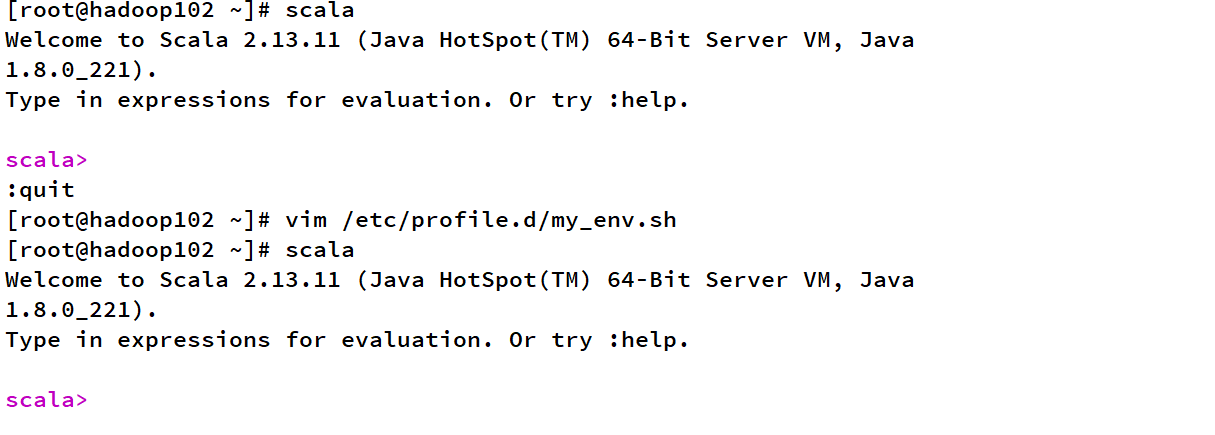 [root@hadoop102 ~]# scala
Welcome to Scala 2.13.11 (Java HotSpot(TM) 64-Bit Server VM, Java
1.8.0_221).
Type in expressions for evaluation. Or try :help.
scala>
:quit
[root@hadoop102 ~]# vim /etc/profile.d/my_env.sh
[root@hadoop102 ~]# scala
Welcome to Scala 2.13.11 (Java HotSpot(TM) 64-Bit Server VM, Java
1.8.0_221).
Type in expressions for evaluation. Or try :help.
scala>